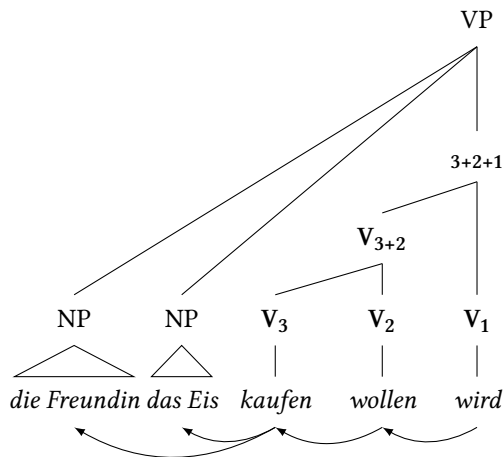 VP
3+2+1
V3+2
NP NP V3 V2 V1
die Freundin das Eis kaufen wollen wird